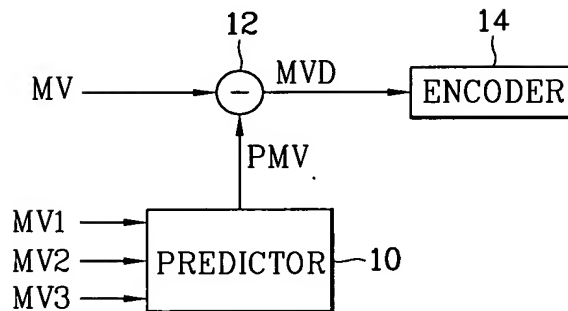 12
14
MV
−
MVD
ENCODER
PMV
MV1
MV2
MV3
PREDICTOR
10